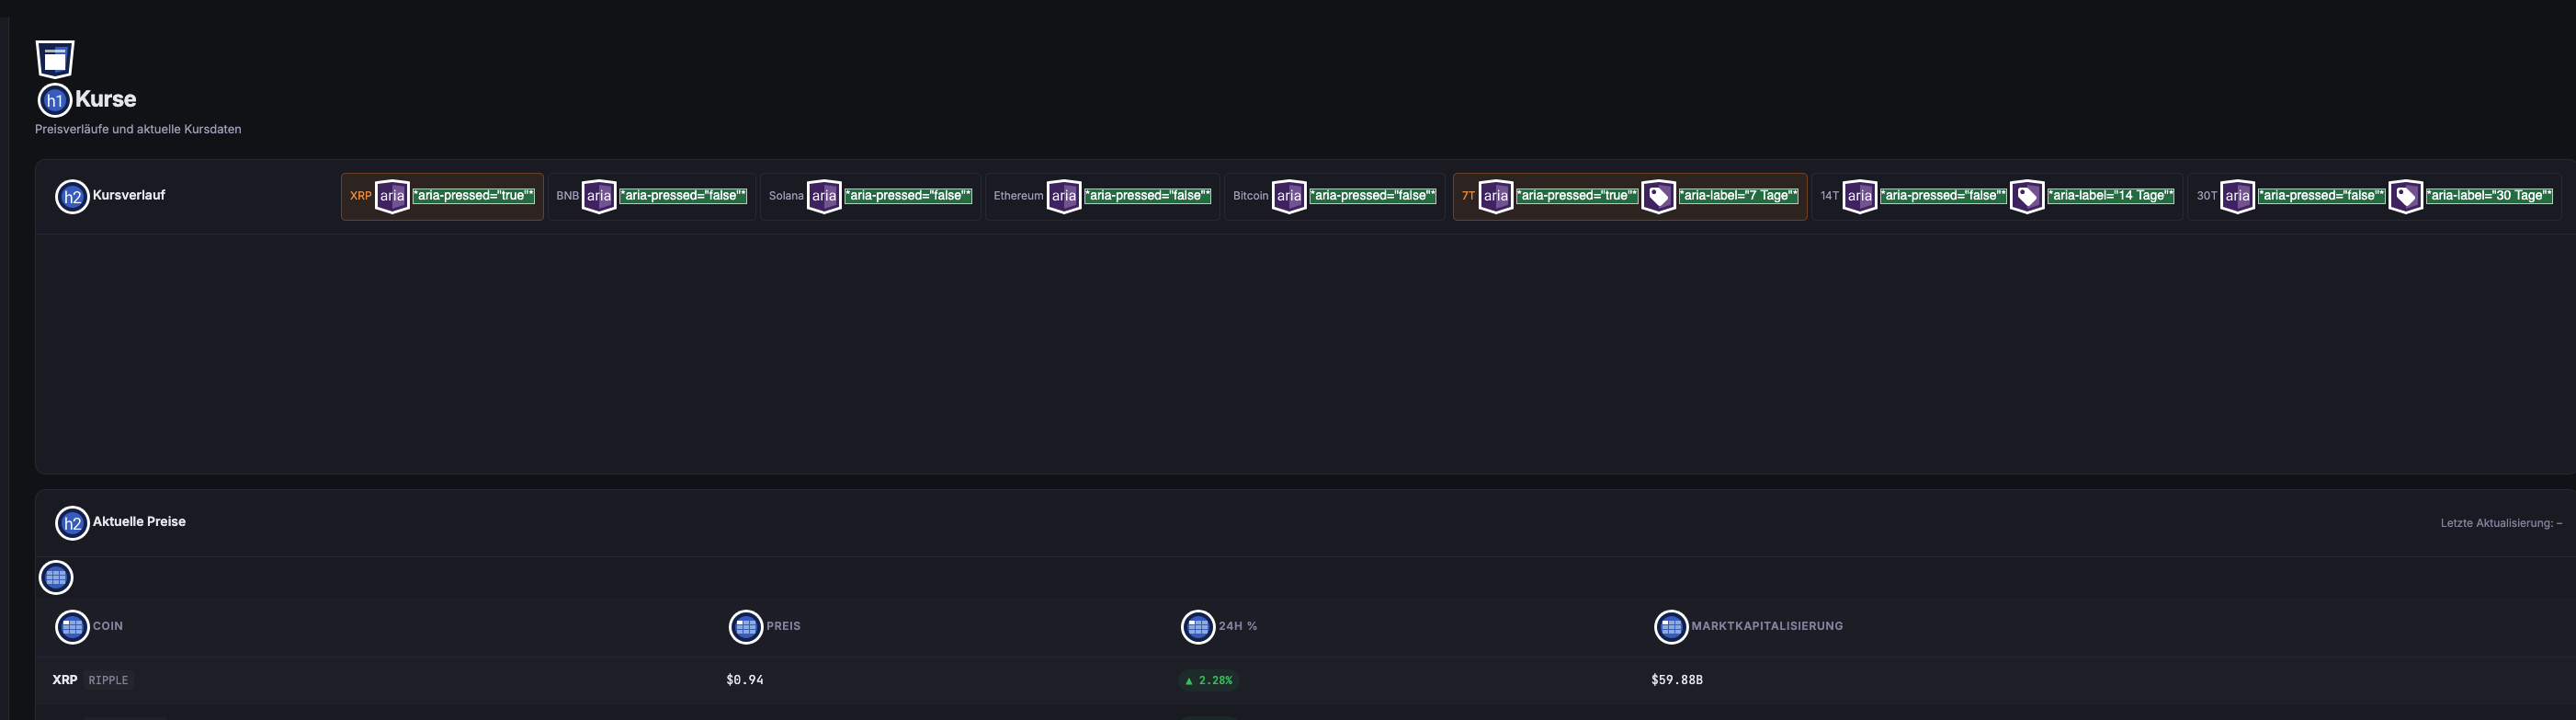 h1 Kurse
Preisverläufe und aktuelle Kursdaten
h2 Kursverlauf XRP aria *aria-pressed="true"* BNB aria *aria-pressed="false"* Solana aria *aria-pressed="false"* Ethereum aria *aria-pressed="false"* Bitcoin aria *aria-pressed="false"* 7T aria *aria-pressed="true"* *aria-label="7 Tage"* 14T aria *aria-pressed="false"* *aria-label="14 Tage"* 30T aria *aria-pressed="false"* *aria-label="30 Tage"*
h2 Aktuelle Preise Letzte Aktualisierung: –
COIN PREIS 24H % MARKTKAPITALISIERUNG
XRP RIPPLE $0.94 ▲ 2.28% $59.88B